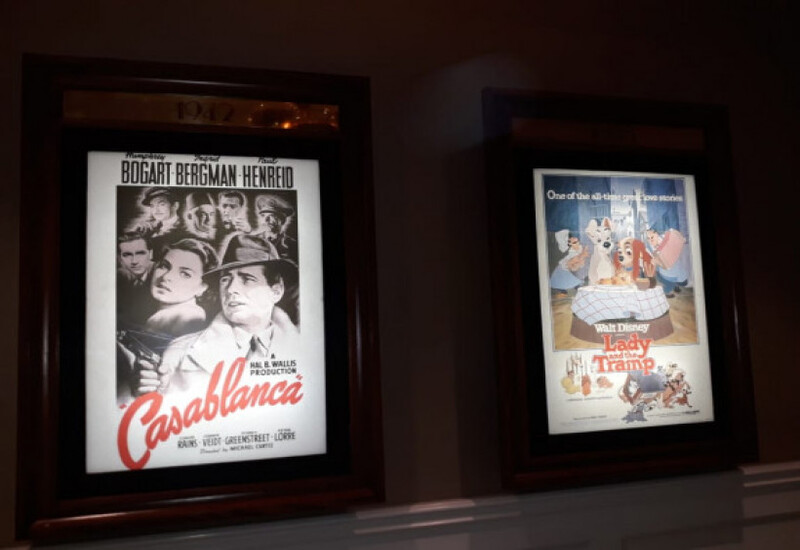 1942
Humphrey Ingrid Paul
BOGART · BERGMAN · HENREID
A
HAL B. WALLIS
PRODUCTION
"Casablanca"
RAINS · VEIDT · GREENSTREET · LORRE
Directed by MICHAEL CURTIZ
One of the all-time great love stories
Walt Disney
Lady
and the
Tramp